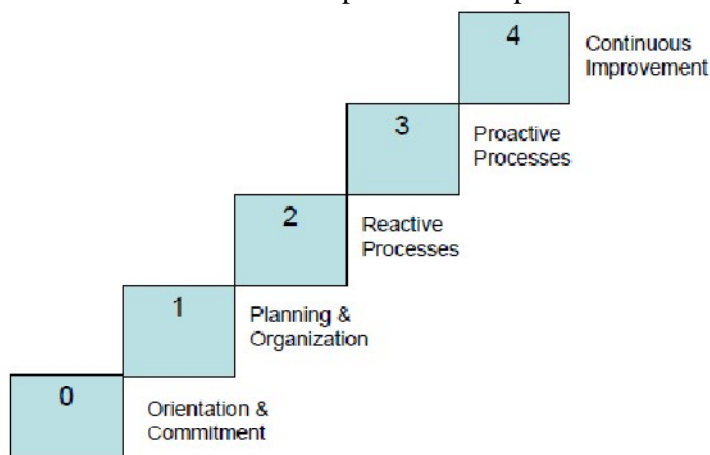 4
Continuous
Improvement
3
Proactive
Processes
2
Reactive
Processes
1
Planning &
Organization
0
Orientation &
Commitment